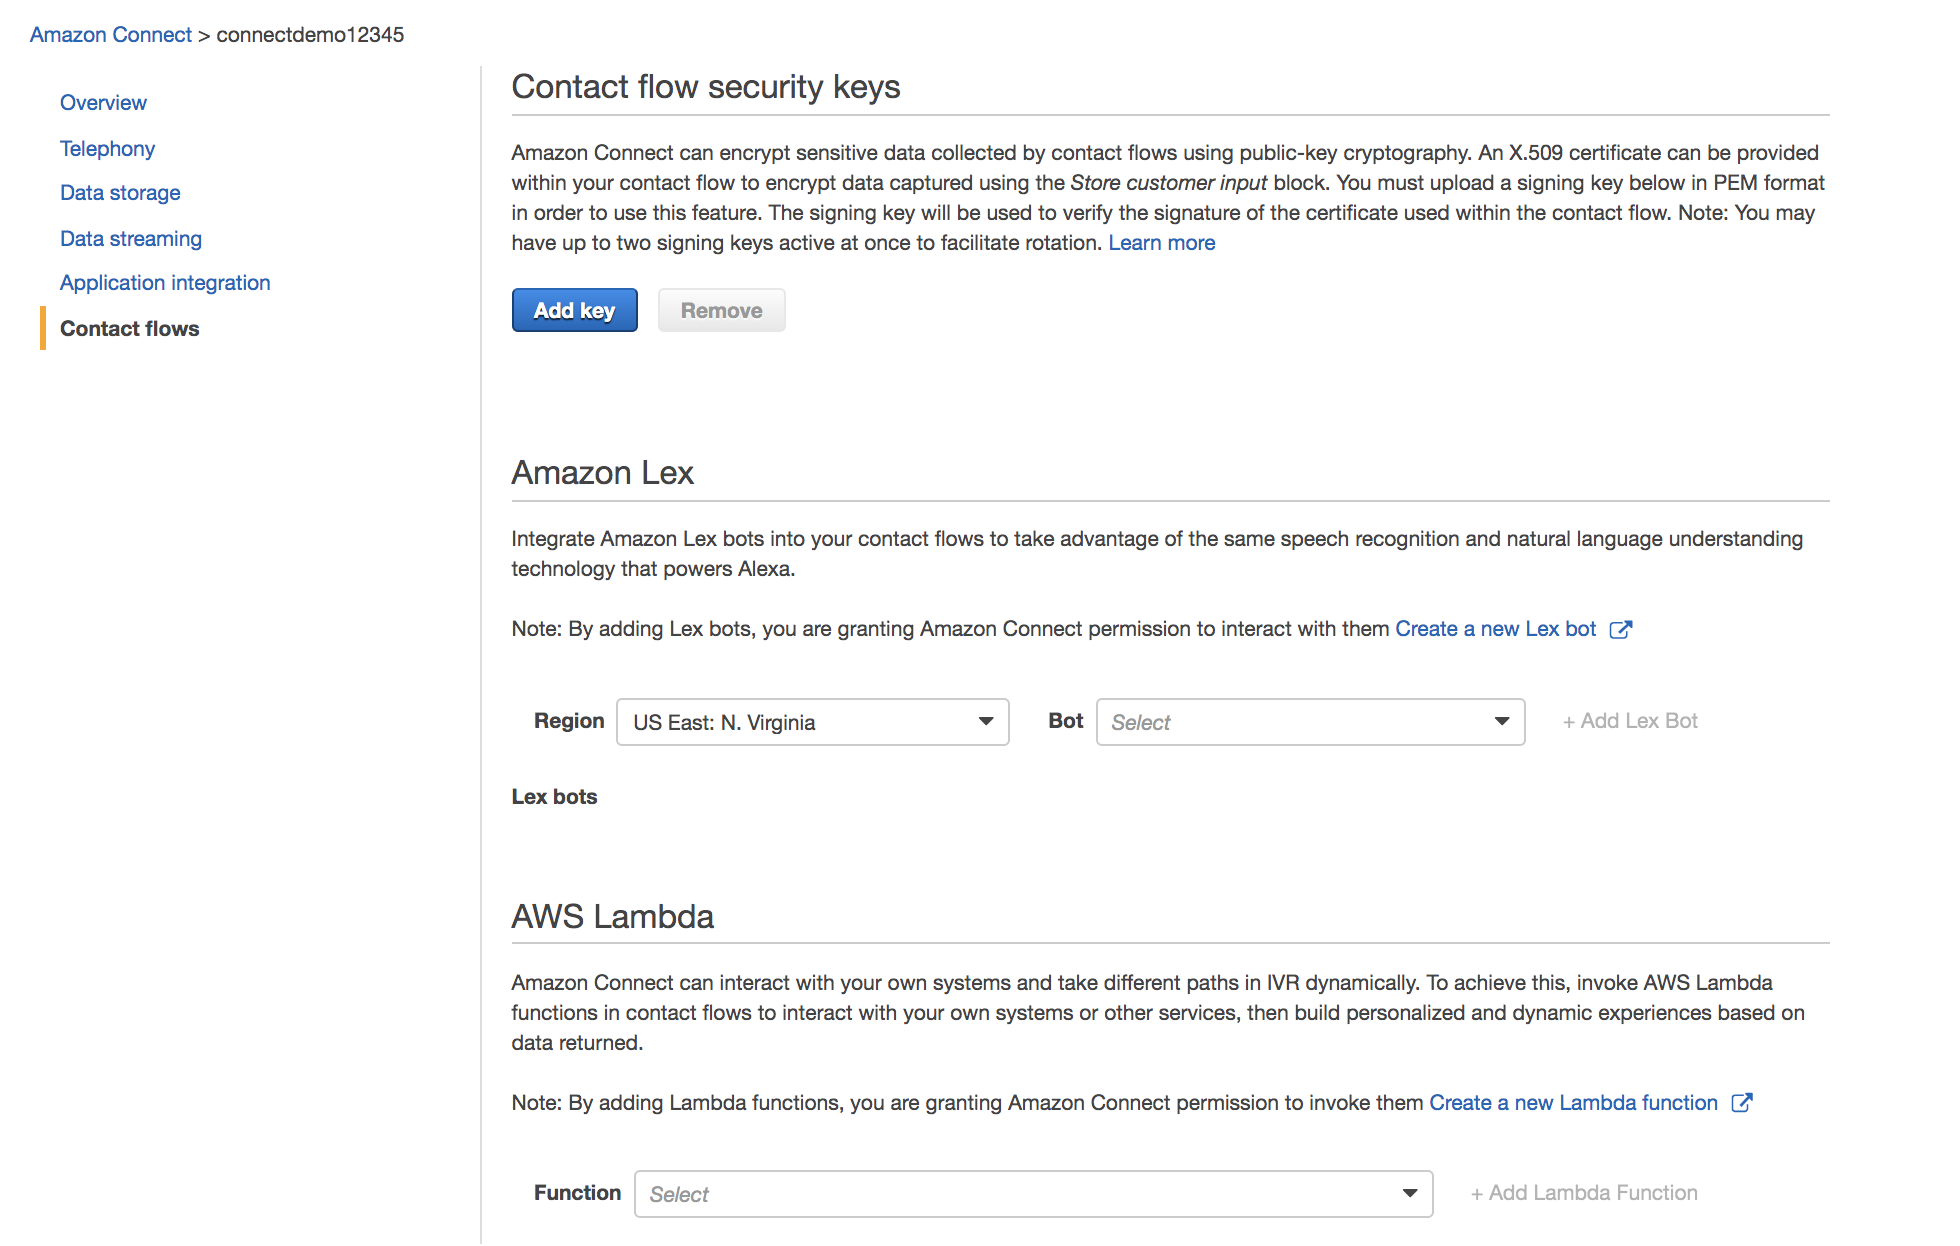 Amazon Connect > connectdemo12345
Overview
Telephony
Data storage
Data streaming
Application integration
Contact flows
Contact flow security keys
Amazon Connect can encrypt sensitive data collected by contact flows using public-key cryptography. An X.509 certificate can be provided
within your contact flow to encrypt data captured using the Store customer input block. You must upload a signing key below in PEM format
in order to use this feature. The signing key will be used to verify the signature of the certificate used within the contact flow. Note: You may
have up to two signing keys active at once to facilitate rotation. Learn more
Add key Remove
Amazon Lex
Integrate Amazon Lex bots into your contact flows to take advantage of the same speech recognition and natural language understanding
technology that powers Alexa.
Note: By adding Lex bots, you are granting Amazon Connect permission to interact with them Create a new Lex bot
Region US East: N. Virginia Bot Select + Add Lex Bot
Lex bots
AWS Lambda
Amazon Connect can interact with your own systems and take different paths in IVR dynamically. To achieve this, invoke AWS Lambda
functions in contact flows to interact with your own systems or other services, then build personalized and dynamic experiences based on
data returned.
Note: By adding Lambda functions, you are granting Amazon Connect permission to invoke them Create a new Lambda function
Function Select + Add Lambda Function